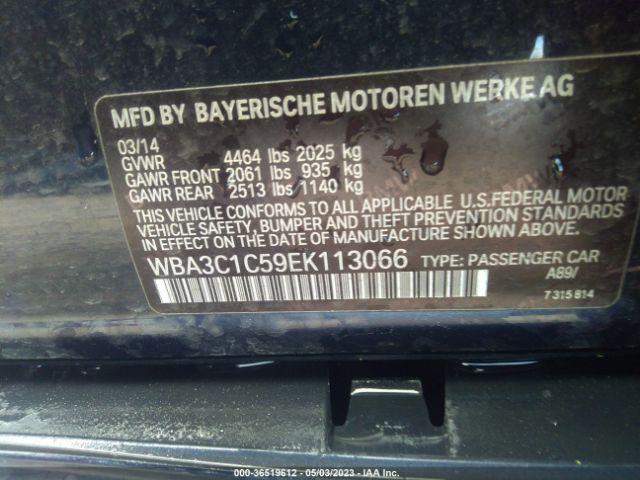 MFD BY BAYERISCHE MOTOREN WERKE AG
03/14
GVWR 4464 lbs 2025 kg
GAWR FRONT 2061 lbs 935 kg
GAWR REAR 2513 lbs 1140 kg
THIS VEHICLE CONFORMS TO ALL APPLICABLE U.S.FEDERAL MOTOR
VEHICLE SAFETY, BUMPER AND THEFT PREVENTION STANDARDS
IN EFFECT ON THE DATE OF MANUFACTURE SHOWN ABOVE.
WBA3C1C59EK113066 TYPE: PASSENGER CAR
A89/
7 315 814
000-36519612 - 05/03/2023 - IAA Inc.